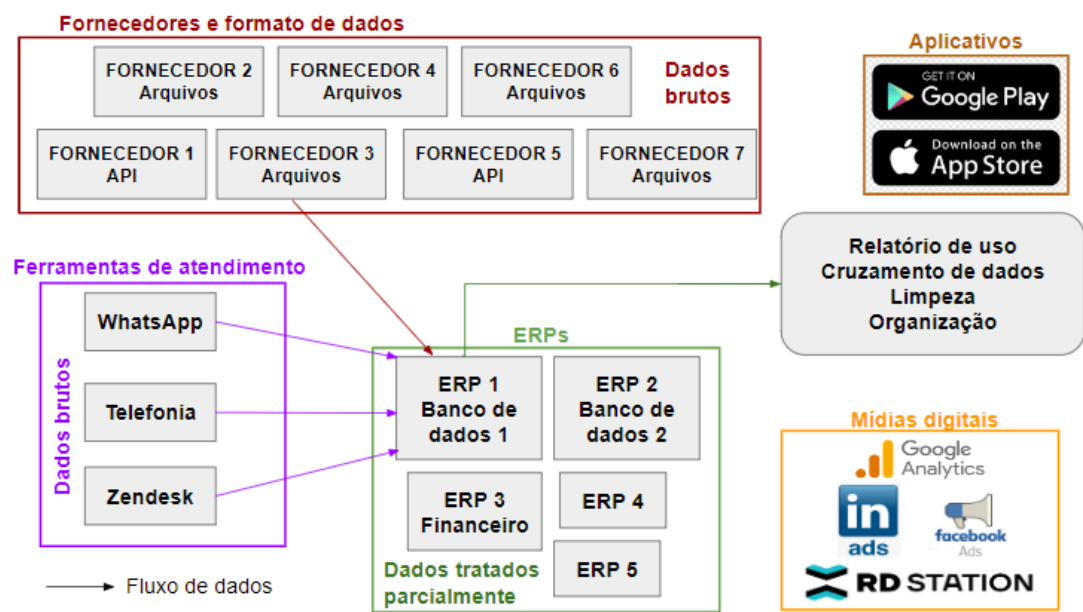 Fornecedores e formato de dados
FORNECEDOR 2
Arquivos
FORNECEDOR 4
Arquivos
FORNECEDOR 6
Arquivos
Dados
brutos
FORNECEDOR 1
API
FORNECEDOR 3
Arquivos
FORNECEDOR 5
API
FORNECEDOR 7
Arquivos
Aplicativos
GET IT ON
Google Play
Download on the
App Store
Relatório de uso
Cruzamento de dados
Limpeza
Organização
Ferramentas de atendimento
Dados brutos
WhatsApp
Telefonia
Zendesk
ERPs
ERP 1
Banco de
dados 1
ERP 2
Banco de
dados 2
ERP 3
Financeiro
ERP 4
ERP 5
Dados tratados
parcialmente
Mídias digitais
Google
Analytics
in
ads
facebook
Ads
RD STATION
Fluxo de dados